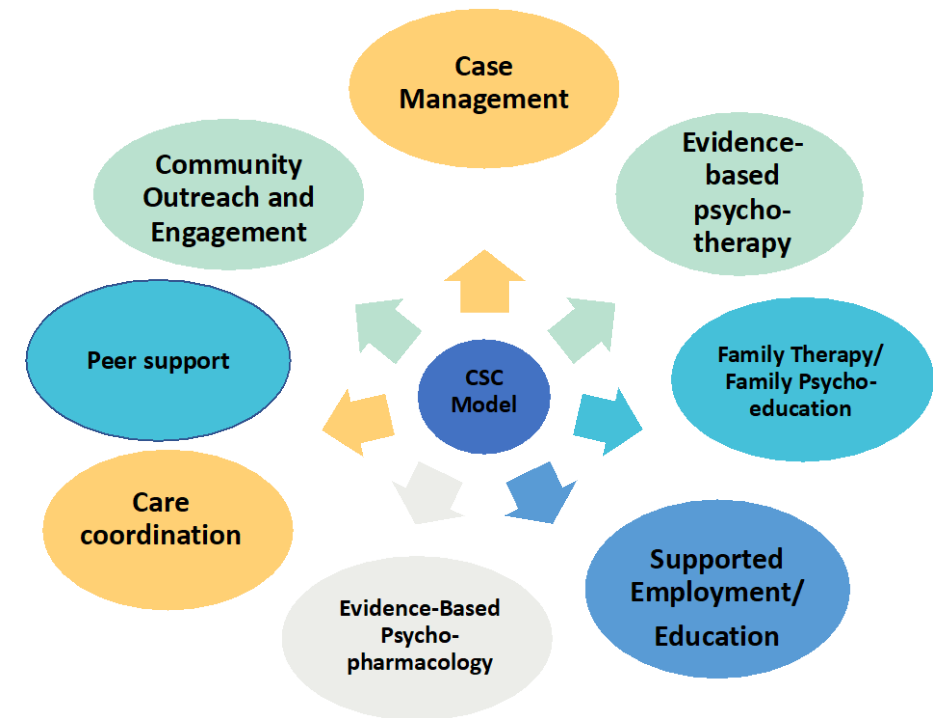 Case
Management
Evidence-
based
psycho-
therapy
Community
Outreach and
Engagement
Peer support
CSC
Model
Family Therapy/
Family Psycho-
education
Care
coordination
Supported
Employment/
Education
Evidence-Based
Psycho-
pharmacology